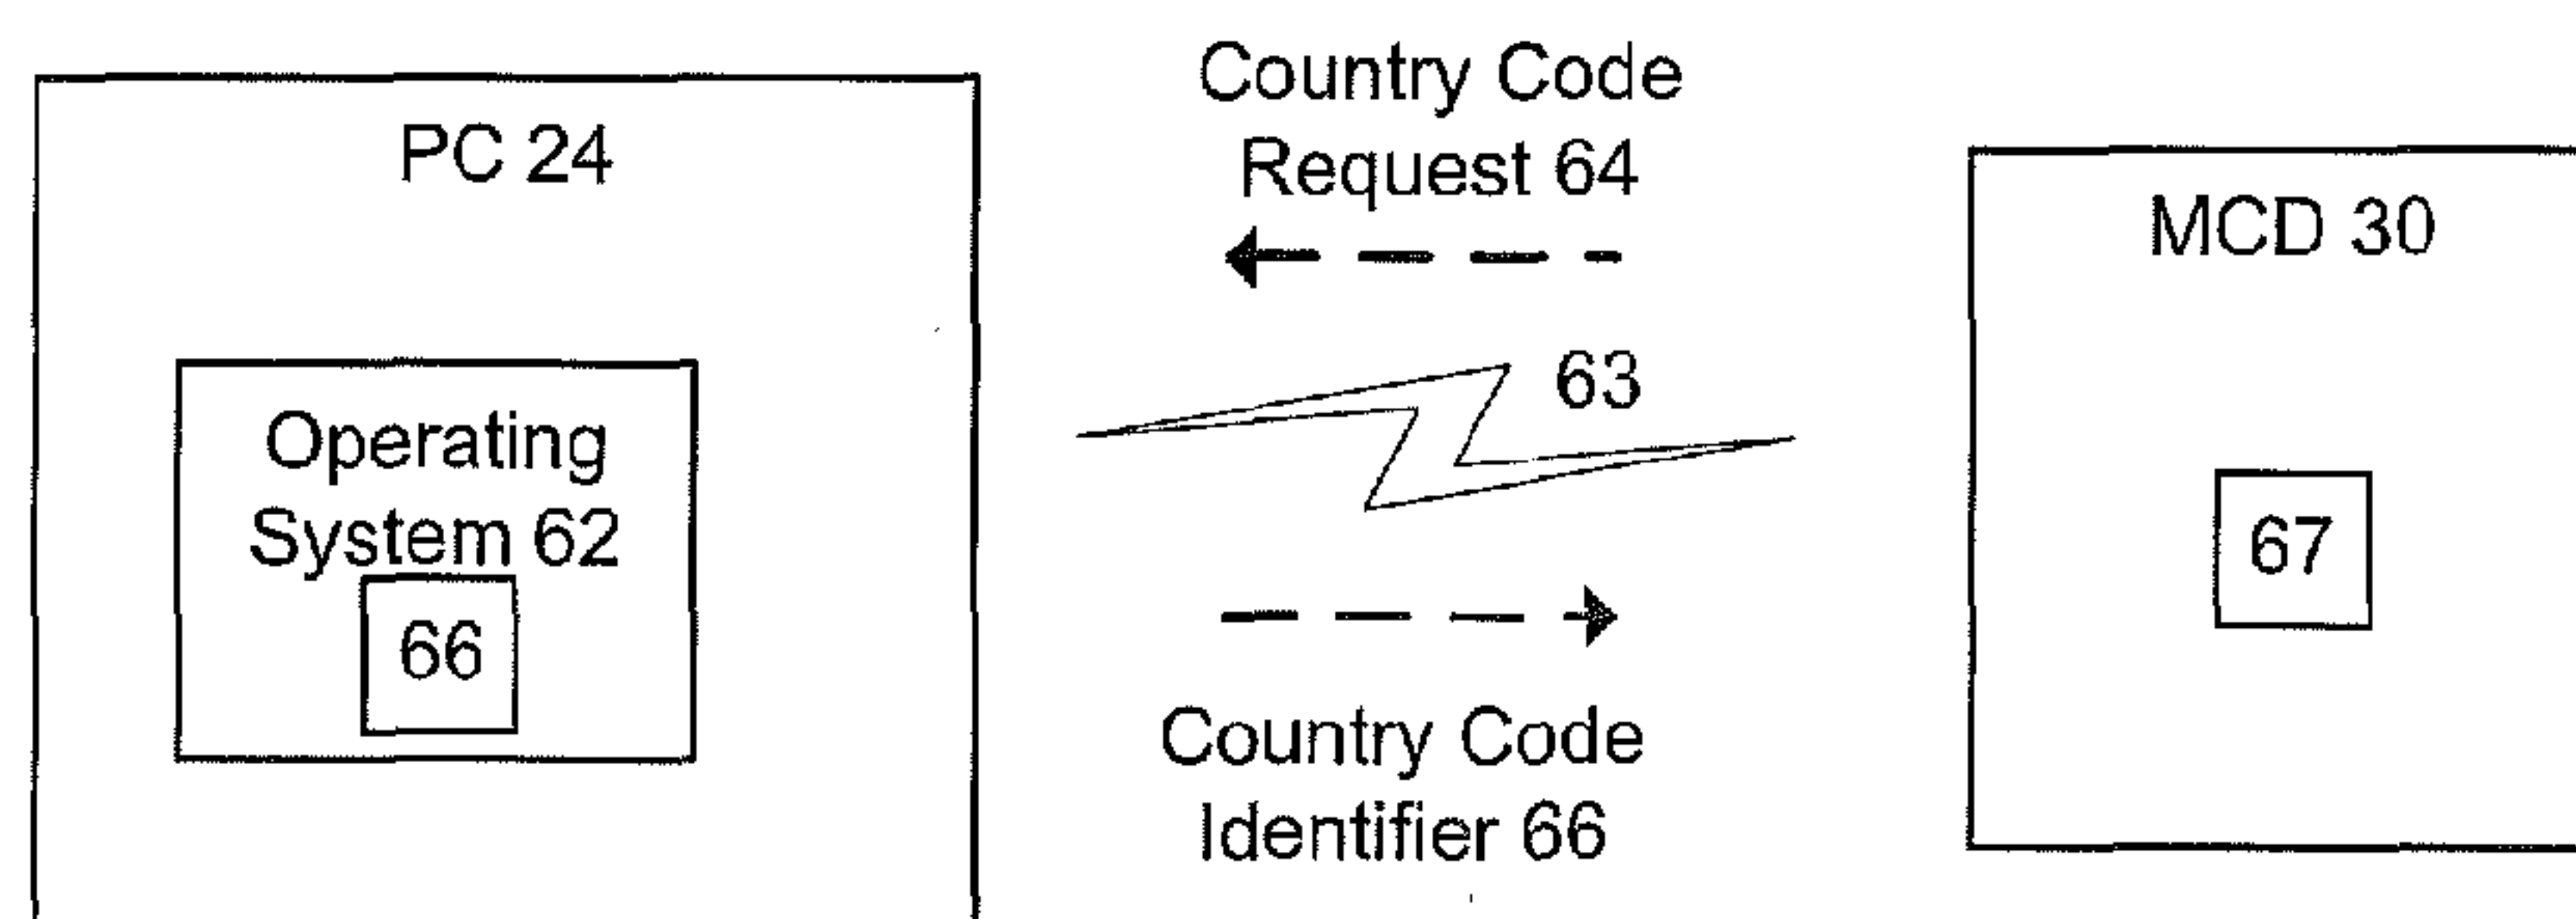 PC 24
Operating
System 62
66
Country Code
Request 64
63
Country Code
Identifier 66
MCD 30
67